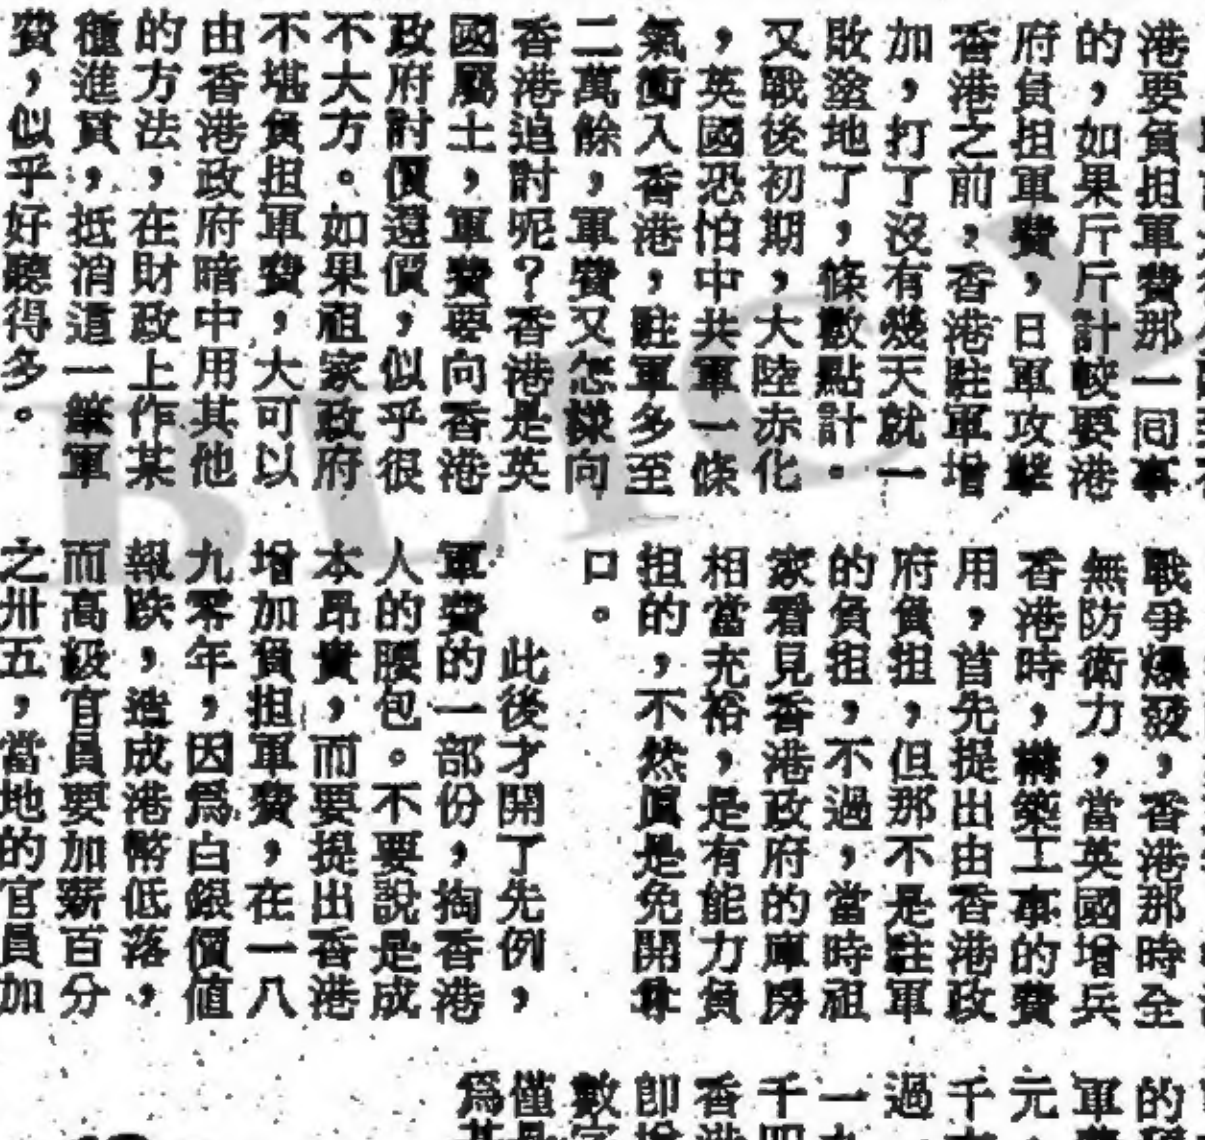 港要負担軍費那一回事
的，如果斤斤計較要港
府負担軍費，日軍攻擊
香港之前，香港駐軍增
加，打了沒有幾天就一
敗塗地了，條數點計。
又戰後初期，大陸赤化
，英國恐怕中共軍一條
氣衝入香港，駐軍多至
二萬餘，軍費又怎樣向
香港追討呢？香港是英
國屬土，軍費要向香港
政府討價還價，似乎很
不大方。如果祖家政府
不堪負担軍費，大可以
由香港政府暗中用其他
的方法，在財政上作某
種進貢，抵消這一筆軍
費，似乎好聽得多。
戰爭爆發，香港那時全
無防衛力，當英國增兵
香港時，構築工事的費
用，首先提出由香港政
府負担，但那不是駐軍
的負担，不過，當時祖
家看見香港政府的庫房
相當充裕，是有能力負
担的，不然眞是免開
口。
此後才開了先例，
軍費的一部份，掏香港
人的腰包。不要說是成
本昂貴，而要提出香港
增加負担軍費，在一八
九零年，因爲白銀價值
報跌，造成港幣低落，
而高級官員要加薪百分
之卅五，當地的官員加
的
軍
元
千
過
一
千
香港
即增
數字
僅
爲